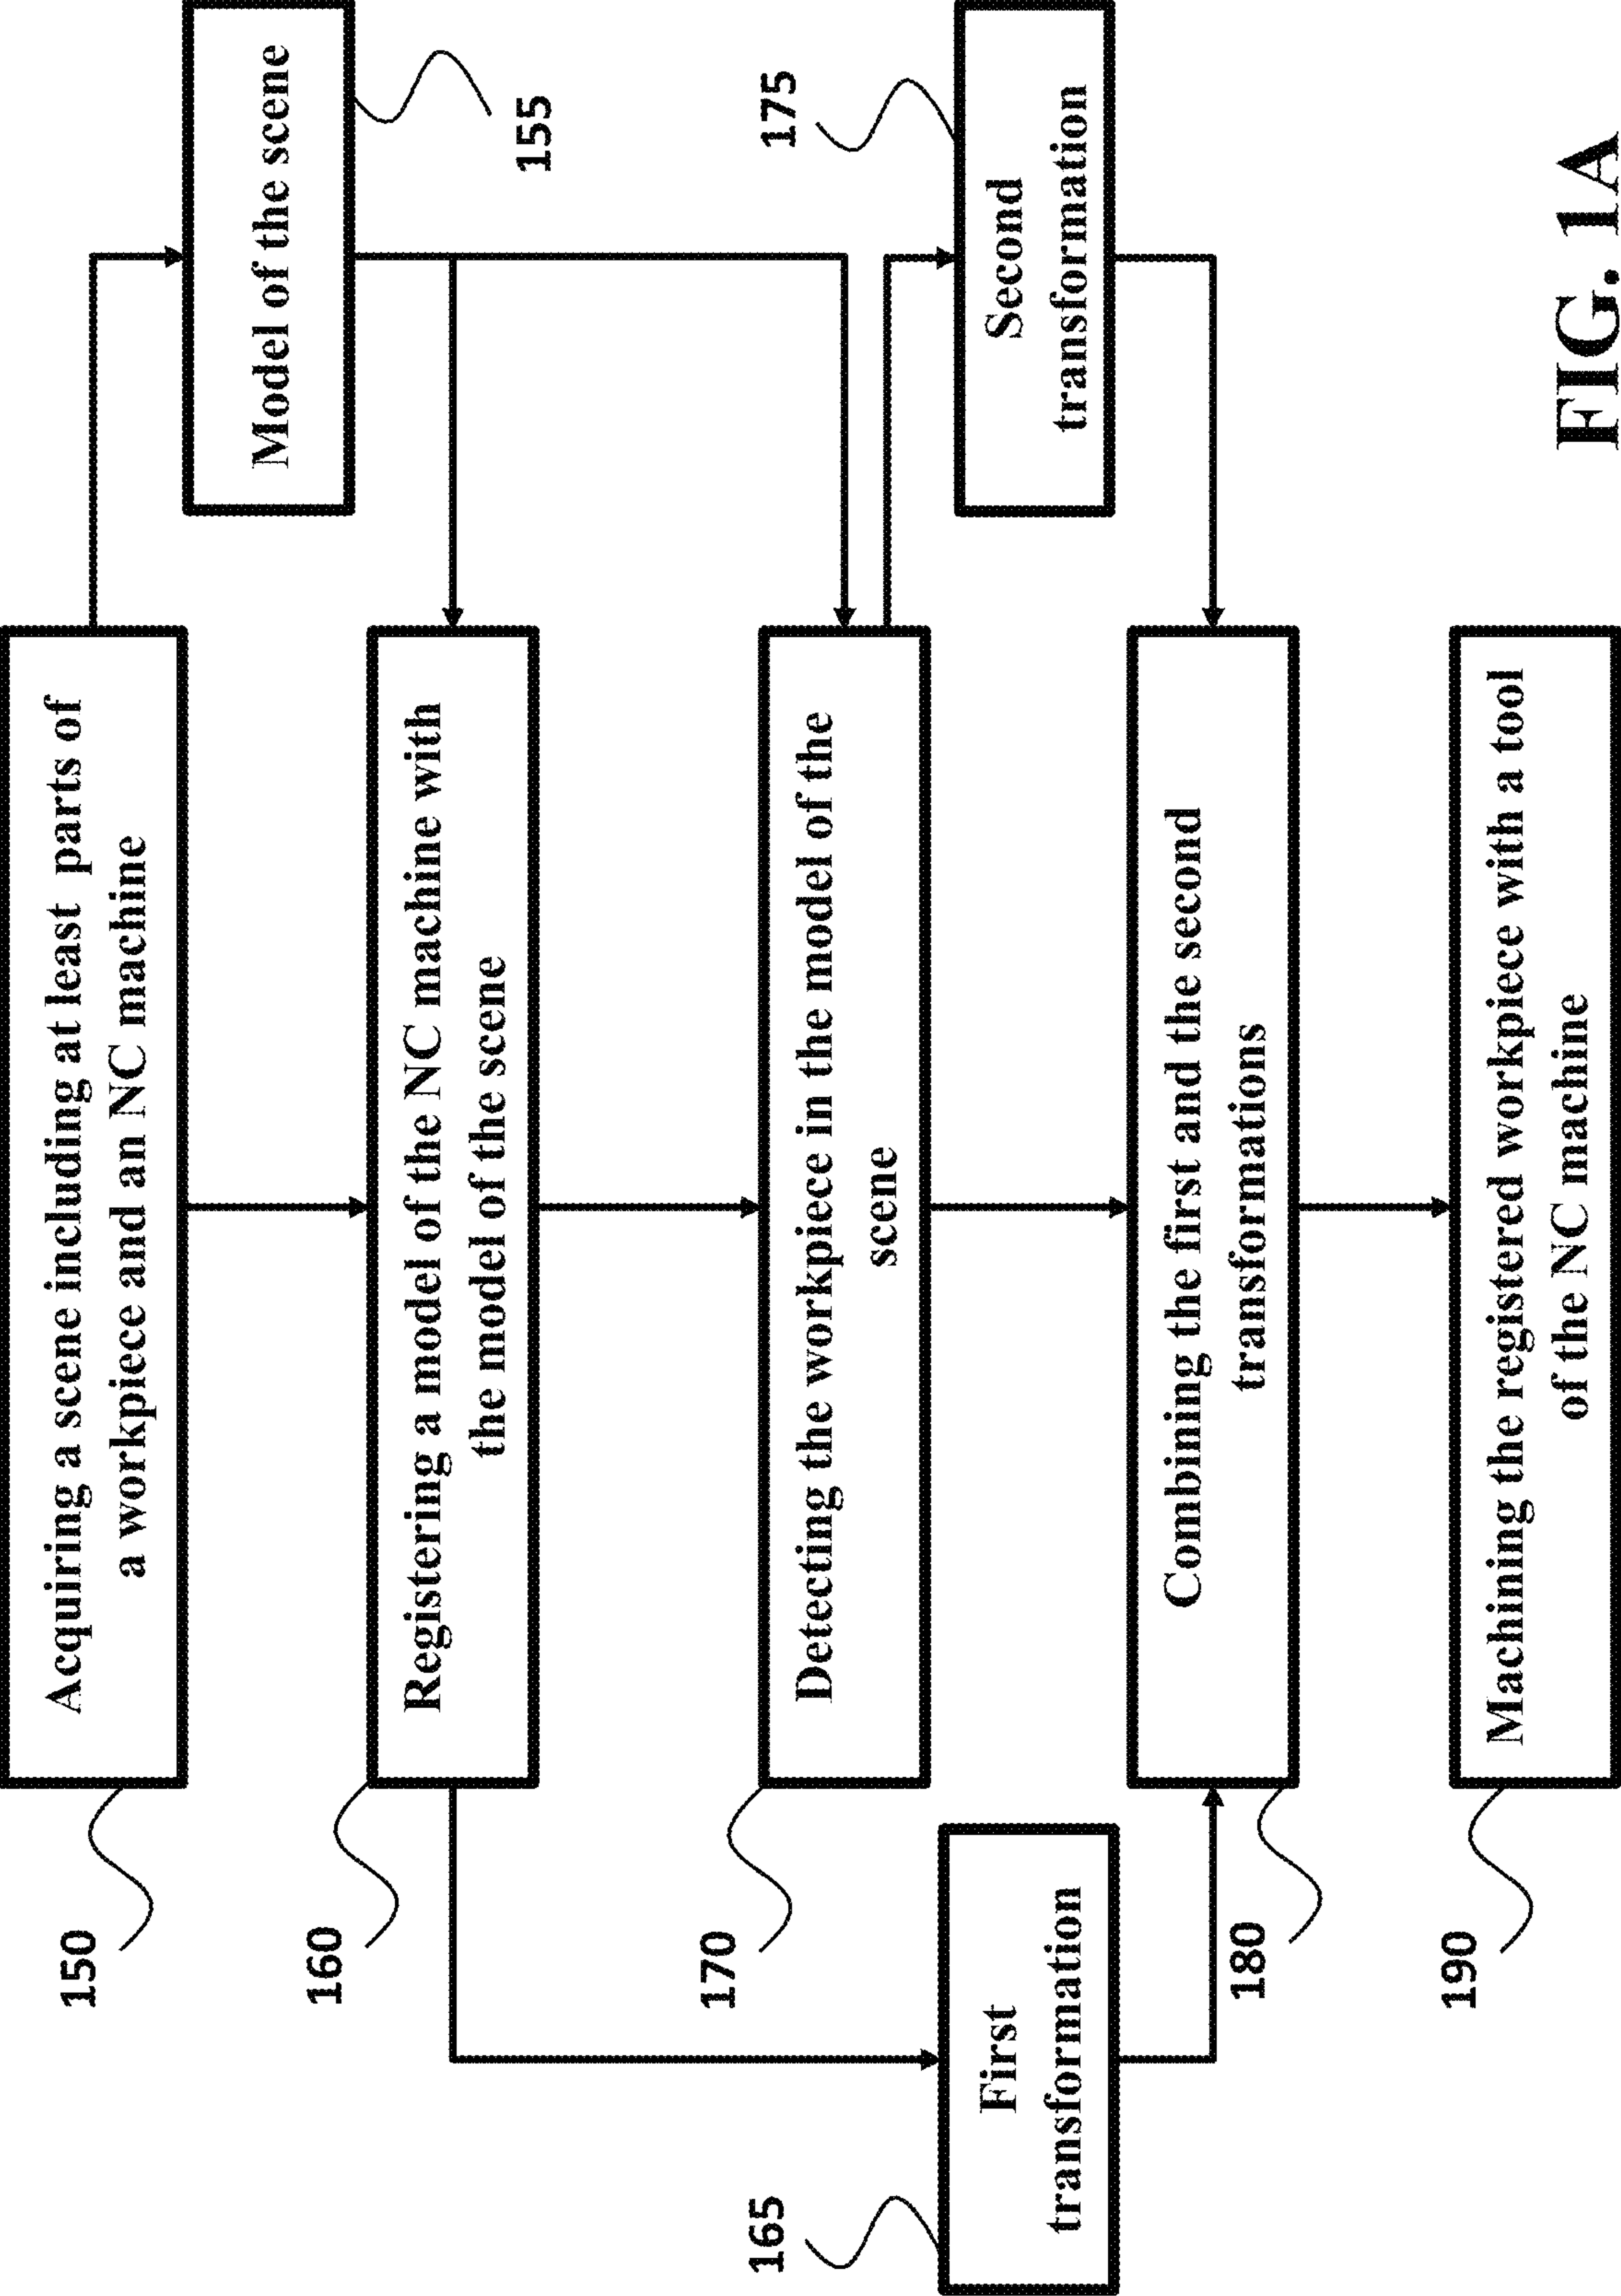 150
Acquiring a scene including at least parts of
a workpiece and an NC machine
Model of the scene
155
160
Registering a model of the NC machine with
the model of the scene
170
Detecting the workpiece in the model of the
scene
165
First
transformation
175
Second
transformation
180
Combining the first and the second
transformations
190
Machining the registered workpiece with a tool
of the NC machine
FIG. 1A